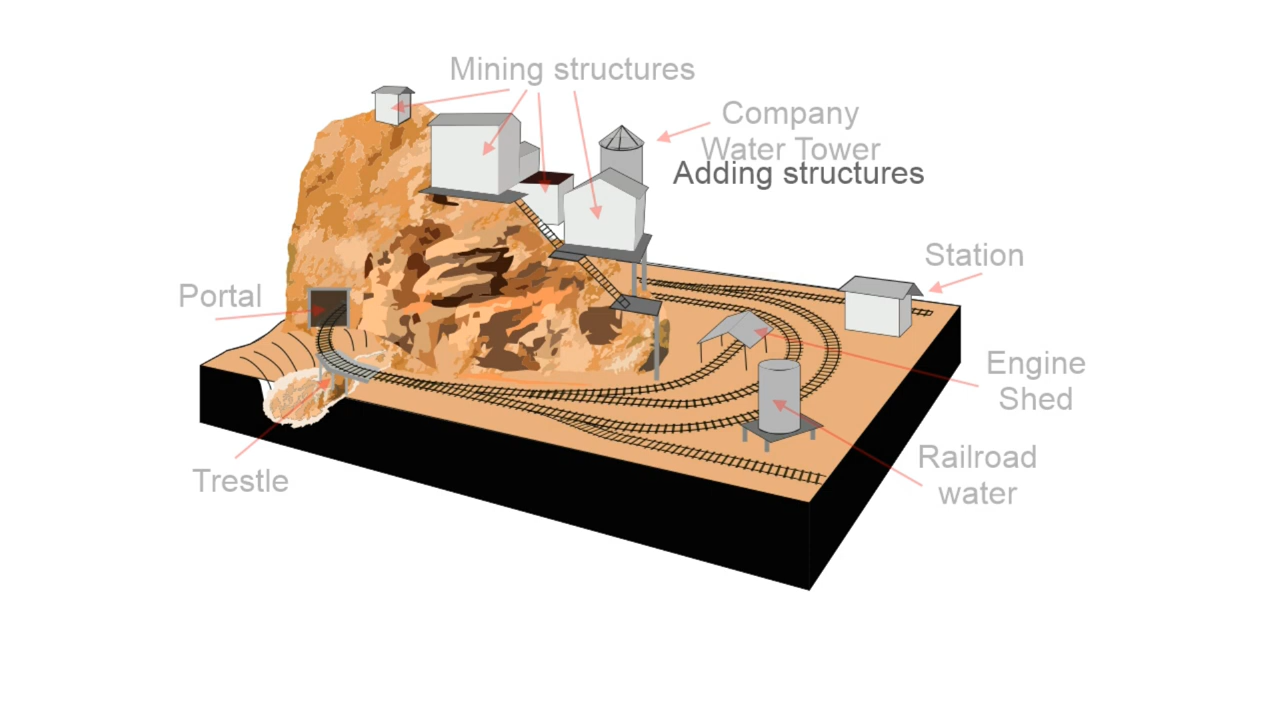 Mining structures
Company
Water Tower
Adding structures
Station
Portal
Engine
Shed
Railroad
water
Trestle